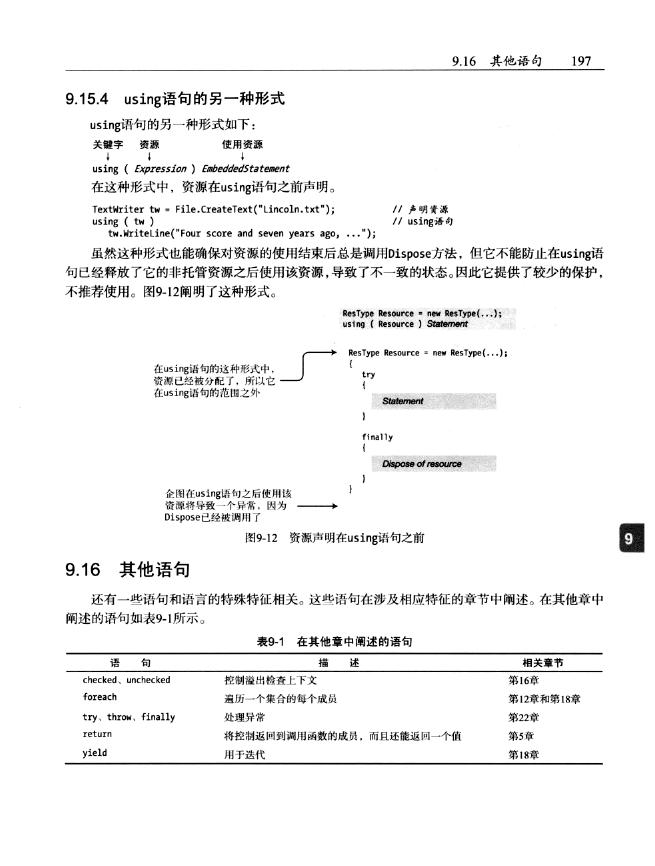 9.16 其他语句 197
9.15.4 using语句的另一种形式
using语句的另一种形式如下：
关键字 资源 使用资源
↓ ↓ ↓
using ( Expression ) EmbeddedStatement
在这种形式中，资源在using语句之前声明。
TextWriter tw = File.CreateText("Lincoln.txt"); // 声明资源
using ( tw ) // using语句
tw.WriteLine("Four score and seven years ago, ...");
虽然这种形式也能确保对资源的使用结束后总是调用Dispose方法，但它不能防止在using语
句已经释放了它的非托管资源之后使用该资源，导致了不一致的状态。因此它提供了较少的保护，
不推荐使用。图9-12阐明了这种形式。
ResType Resource = new ResType(...);
using ( Resource ) Statement
ResType Resource = new ResType(...);
{
在using语句的这种形式中，
资源已经被分配了，所以它
在using语句的范围之外
try
{
Statement
}
finally
{
Dispose of resource
}
}
企图在using语句之后使用该
资源将导致一个异常，因为
Dispose已经被调用了
图9-12 资源声明在using语句之前
9
9.16 其他语句
还有一些语句和语言的特殊特征相关。这些语句在涉及相应特征的章节中阐述。在其他章中
阐述的语句如表9-1所示。
表9-1 在其他章中阐述的语句
语 句 描 述 相关章节
checked、unchecked 控制溢出检查上下文 第16章
foreach 遍历一个集合的每个成员 第12章和第18章
try、throw、finally 处理异常 第22章
return 将控制返回到调用函数的成员，而且还能返回一个值 第5章
yield 用于迭代 第18章